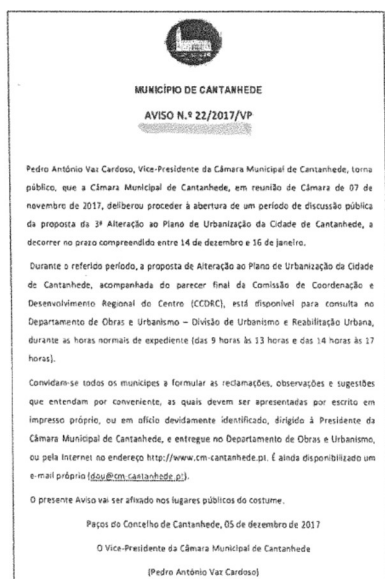 MUNICÍPIO DE CANTANHEDE
AVISO N.º 22/2017/VP
Pedro António Vaz Cardoso, Vice-Presidente da Câmara Municipal de Cantanhede, torna
público, que a Câmara Municipal de Cantanhede, em reunião de Câmara de 07 de
novembro de 2017, deliberou proceder à abertura de um período de discussão pública
da proposta da 3ª Alteração ao Plano de Urbanização da Cidade de Cantanhede, a
decorrer no prazo compreendido entre 14 de dezembro e 16 de janeiro.
Durante o referido período, a proposta de Alteração ao Plano de Urbanização da Cidade
de Cantanhede, acompanhada do parecer final da Comissão de Coordenação e
Desenvolvimento Regional do Centro (CCDRC), está disponível para consulta no
Departamento de Obras e Urbanismo – Divisão de Urbanismo e Reabilitação Urbana,
durante as horas normais de expediente (das 9 horas às 13 horas e das 14 horas às 17
horas).
Convidam-se todos os munícipes a formular as reclamações, observações e sugestões
que entendam por conveniente, as quais devem ser apresentadas por escrito em
impresso próprio, ou em ofício devidamente identificado, dirigido à Presidente da
Câmara Municipal de Cantanhede, e entregue no Departamento de Obras e Urbanismo,
ou pela Internet no endereço http://www.cm-cantanhede.pt. É ainda disponibilizado um
e-mail próprio (dou@cm-cantanhede.pt).
O presente Aviso vai ser afixado nos lugares públicos do costume.
Paços do Concelho de Cantanhede, 05 de dezembro de 2017
O Vice-Presidente da Câmara Municipal de Cantanhede
(Pedro António Vaz Cardoso)